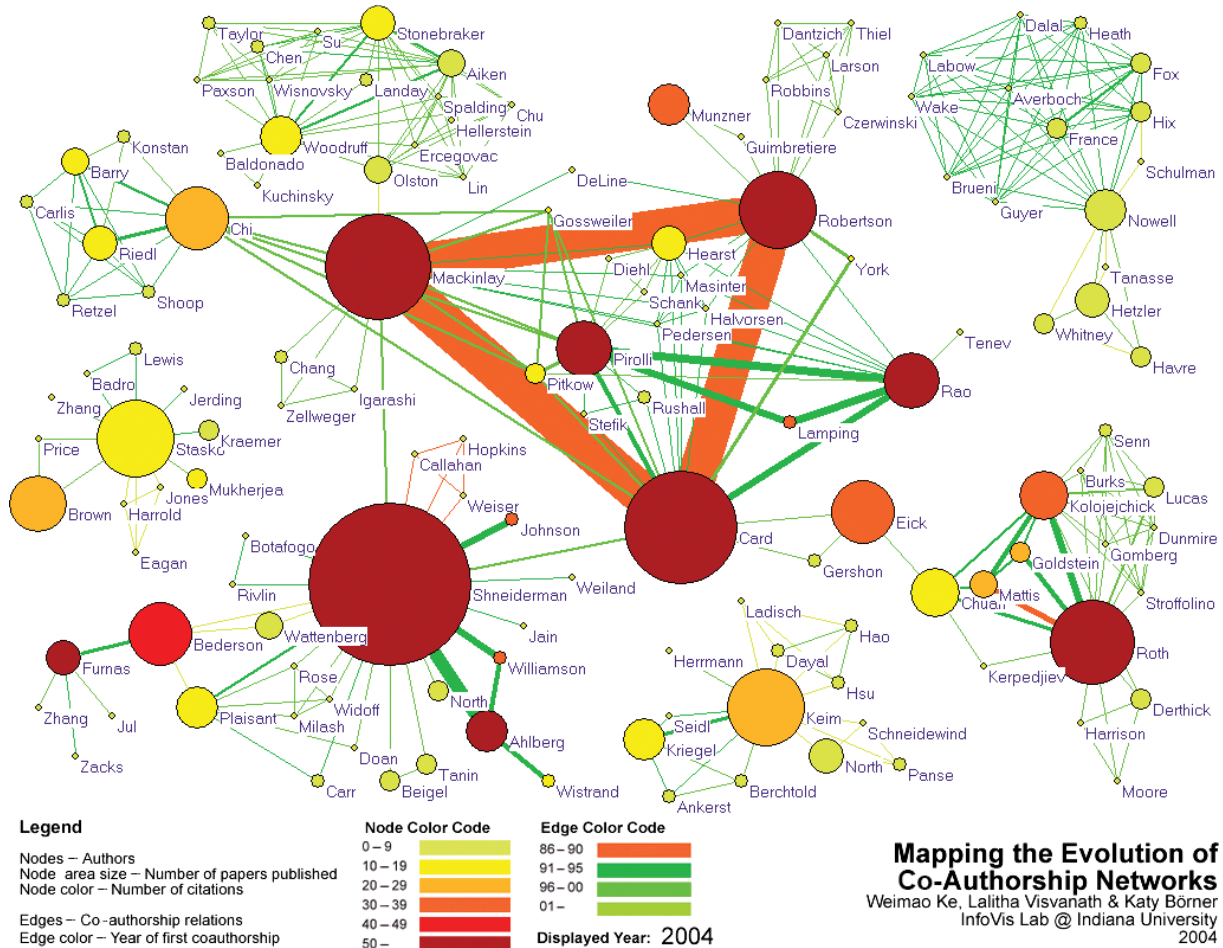 Taylor
Su
Stonebraker
Chen
Aiken
Paxson
Wisnovsky
Landay
Spalding
Chu
Hellerstein
Woodruff
Ercegovac
Baldonado
Olston
Lin
Kuchinsky
Dantzich
Thiel
Larson
Robbins
Munzner
Czerwinski
Guimbretiere
Dalal
Heath
Labow
Fox
Averboch
Wake
Hix
France
Schulman
Brueni
Guyer
Nowell
Tanasse
Hetzler
Whitney
Havre
Konstan
Barry
Carlis
Chi
Riedl
Shoop
Retzel
DeLine
Gossweiler
Robertson
Mackinlay
Hearst
York
Diehl
Masinter
Schank
Halvorsen
Pedersen
Pirolli
Tenev
Pitkow
Rao
Rushall
Stefik
Lamping
Chang
Igarashi
Zellweger
Lewis
Badro
Zhang
Jerding
Price
Stasko
Kraemer
Mukherjea
Jones
Brown
Harrold
Eagan
Hopkins
Callahan
Weiser
Johnson
Card
Eick
Gershon
Botafogo
Rivlin
Shneiderman
Weiland
Wattenberg
Jain
Bederson
Williamson
Furnas
Rose
North
Zhang
Jul
Plaisant
Widoff
Milash
Ahlberg
Zacks
Doan
Tanin
Carr
Beigel
Wistrand
Senn
Burks
Kolojejchick
Lucas
Dunmire
Gomberg
Goldstein
Mattis
Chuah
Stroffolino
Roth
Kerpedjiev
Derthick
Harrison
Moore
Ladisch
Hao
Herrmann
Dayal
Hsu
Keim
Seidl
Schneidewind
Kriegel
North
Panse
Ankerst
Berchtold
Legend
Nodes – Authors
Node area size – Number of papers published
Node color – Number of citations
Edges – Co-authorship relations
Edge color – Year of first coauthorship
Node Color Code
0 – 9
10 – 19
20 – 29
30 – 39
40 – 49
50 –
Edge Color Code
86 – 90
91 – 95
96 – 00
01 –
Displayed Year: 2004
Mapping the Evolution of
Co-Authorship Networks
Weimao Ke, Lalitha Visvanath & Katy Börner
InfoVis Lab @ Indiana University
2004